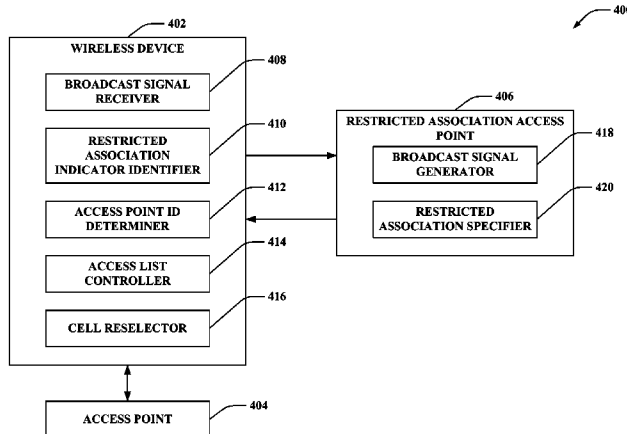 402
WIRELESS DEVICE
408
BROADCAST SIGNAL
RECEIVER
410
RESTRICTED
ASSOCIATION
INDICATOR IDENTIFIER
412
ACCESS POINT ID
DETERMINER
414
ACCESS LIST
CONTROLLER
416
CELL RESELECTOR
406
RESTRICTED ASSOCIATION ACCESS
POINT
418
BROADCAST SIGNAL
GENERATOR
420
RESTRICTED
ASSOCIATION SPECIFIER
ACCESS POINT
404